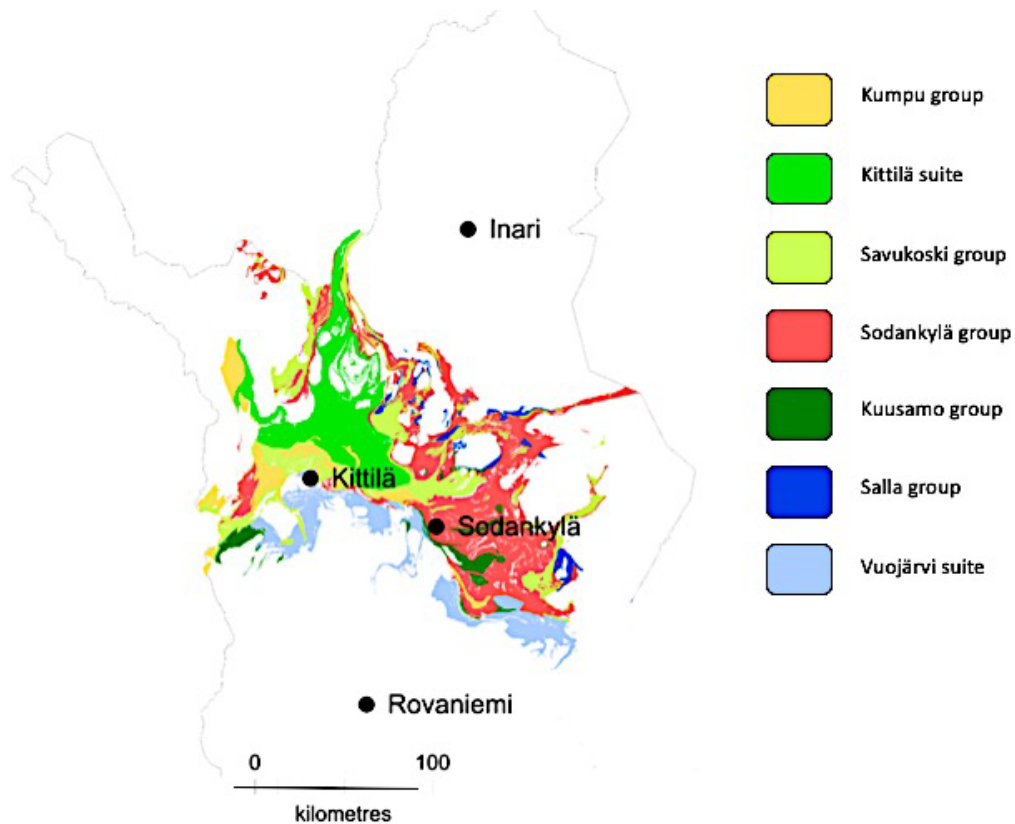 Kumpu group
Kittilä suite
Savukoski group
Sodankylä group
Kuusamo group
Salla group
Vuojärvi suite
Inari
Kittilä
Sodankylä
Rovaniemi
0 100
kilometres